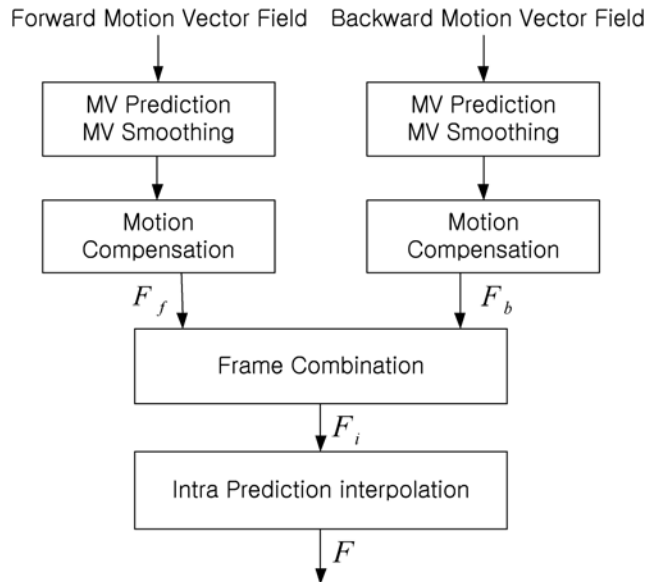 Forward Motion Vector Field
Backward Motion Vector Field
MV Prediction
MV Smoothing
MV Prediction
MV Smoothing
Motion
Compensation
Motion
Compensation
F_f
F_b
Frame Combination
F_i
Intra Prediction interpolation
F